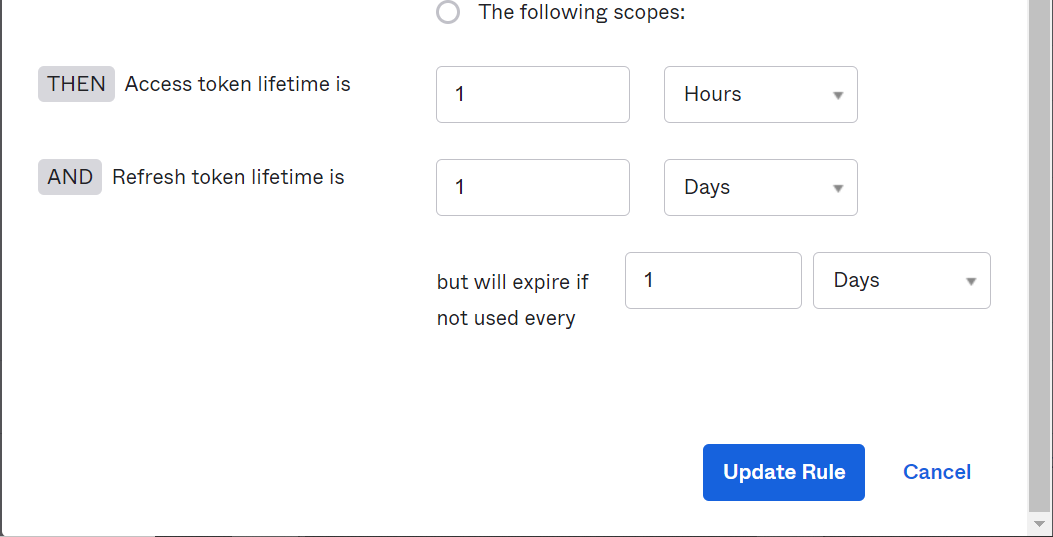 The following scopes:
THEN Access token lifetime is 1 Hours
AND Refresh token lifetime is 1 Days
but will expire if 1 Days
not used every
Update Rule Cancel